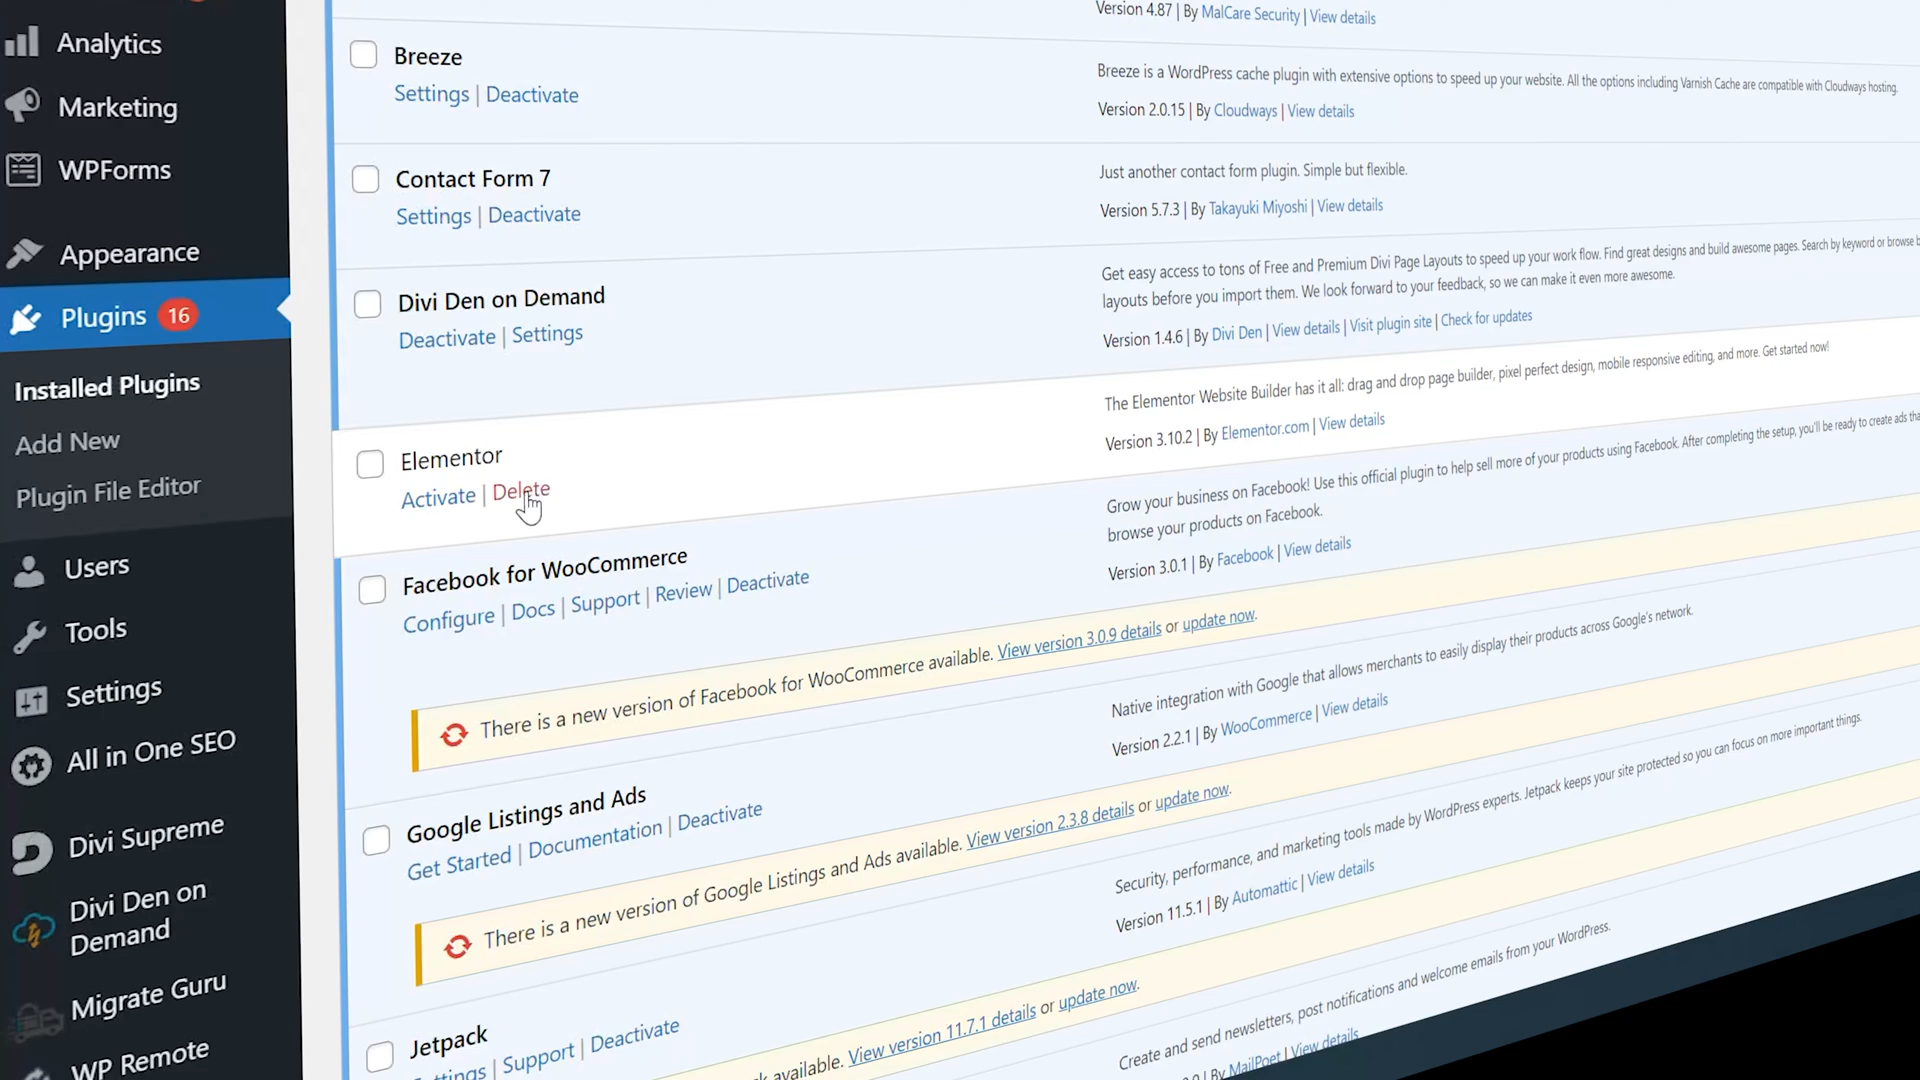 Analytics
Marketing
WPForms
Appearance
Plugins 16
Installed Plugins
Add New
Plugin File Editor
Users
Tools
Settings
All in One SEO
Divi Supreme
Divi Den on
Demand
Migrate Guru
WP Remote
Version 4.87 | By MalCare Security | View details
Breeze
Settings | Deactivate
Breeze is a WordPress cache plugin with extensive options to speed up your website. All the options including Varnish Cache are compatible with Cloudways hosting.
Version 2.0.15 | By Cloudways | View details
Contact Form 7
Settings | Deactivate
Just another contact form plugin. Simple but flexible.
Version 5.7.3 | By Takayuki Miyoshi | View details
Divi Den on Demand
Deactivate | Settings
Get easy access to tons of Free and Premium Divi Page Layouts to speed up your work flow. Find great designs and build awesome pages. Search by keyword or browse
layouts before you import them. We look forward to your feedback, so we can make it even more awesome.
Version 1.4.6 | By Divi Den | View details | Visit plugin site | Check for updates
Elementor
Activate | Delete
The Elementor Website Builder has it all: drag and drop page builder, pixel perfect design, mobile responsive editing, and more. Get started now!
Version 3.10.2 | By Elementor.com | View details
Facebook for WooCommerce
Configure | Docs | Support | Review | Deactivate
Grow your business on Facebook! Use this official plugin to help sell more of your products using Facebook. After completing the setup, you'll be ready to create ads
browse your products on Facebook.
Version 3.0.1 | By Facebook | View details
There is a new version of Facebook for WooCommerce available. View version 3.0.9 details or update now.
Google Listings and Ads
Get Started | Documentation | Deactivate
Native integration with Google that allows merchants to easily display their products across Google's network.
Version 2.2.1 | By WooCommerce | View details
There is a new version of Google Listings and Ads available. View version 2.3.8 details or update now.
Jetpack
Support | Deactivate
Security, performance, and marketing tools made by WordPress experts. Jetpack keeps your site protected so you can focus on more important things.
Version 11.5.1 | By Automattic | View details
available. View version 11.7.1 details or update now.
Create and send newsletters, post notifications and welcome emails from your WordPress.
By MailPoet | View details